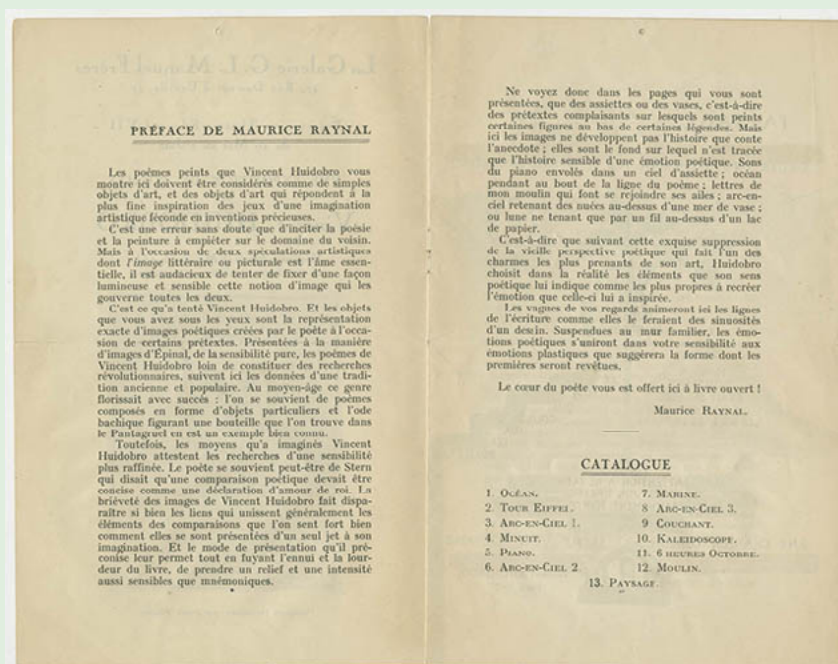 PRÉFACE DE MAURICE RAYNAL
Les poèmes peints que Vincent Huidobro vous
montre ici doivent être considérés comme de simples
objets d'art, et des objets d'art qui répondent à la
plus fine inspiration des jeux d'une imagination
artistique féconde en inventions précieuses.
C'est une erreur sans doute que d'inciter la poésie
et la peinture à empiéter sur le domaine du voisin.
Mais à l'occasion de deux spéculations artistiques
dont l'image littéraire ou picturale est l'âme essen-
tielle, il est audacieux de tenter de fixer d'une façon
lumineuse et sensible cette notion d'image qui les
gouverne toutes les deux.
C'est ce qu'a tenté Vincent Huidobro. Et les objets
que vous avez sous les yeux sont la représentation
exacte d'images poétiques créées par le poète à l'occa-
sion de certains prétextes. Présentées à la manière
d'images d'Épinal, de la sensibilité pure, les poèmes de
Vincent Huidobro loin de constituer des recherches
révolutionnaires, suivent ici les données d'une tradi-
tion ancienne et populaire. Au moyen-âge ce genre
florissait avec succès : l'on se souvient de poèmes
composés en forme d'objets particuliers et l'ode
bachique figurant une bouteille que l'on trouve dans
le Pantagruel en est un exemple bien connu.
Toutefois, les moyens qu'a imaginés Vincent
Huidobro attestent les recherches d'une sensibilité
plus raffinée. Le poète se souvient peut-être de Stern
qui disait qu'une comparaison poétique devait être
concise comme une déclaration d'amour de roi. La
brièveté des images de Vincent Huidobro fait dispa-
raître si bien les liens qui unissent généralement les
éléments des comparaisons que l'on sent fort bien
comment elles se sont présentées d'un seul jet à son
imagination. Et le mode de présentation qu'il pré-
conise leur permet tout en fuyant l'ennui et la lour-
deur du livre, de prendre un relief et une intensité
aussi sensibles que mnémoniques.
Ne voyez donc dans les pages qui vous sont
présentées, que des assiettes ou des vases, c'est-à-dire
des prétextes complaisants sur lesquels sont peints
certaines figures au bas de certaines légendes. Mais
ici les images ne développent pas l'histoire que conte
l'anecdote ; elles sont le fond sur lequel n'est tracée
que l'histoire sensible d'une émotion poétique. Sons
du piano envolés dans un ciel d'assiette ; océan
pendant au bout de la ligne du poème ; lettres de
mon moulin qui font se rejoindre ses ailes ; arc-en-
ciel retenant des nuées au-dessus d'une mer de vase ;
ou lune ne tenant que par un fil au-dessus d'un lac
de papier.
C'est-à-dire que suivant cette exquise suppression
de la vieille perspective poétique qui fait l'un des
charmes les plus prenants de son art, Huidobro
choisit dans la réalité les éléments que son sens
poétique lui indique comme les plus propres à recréer
l'émotion que celle-ci lui a inspirée.
Les vagues de vos regards animeront ici les lignes
de l'écriture comme elles le feraient des sinuosités
d'un dessin. Suspendues au mur familier, les émo-
tions poétiques s'uniront dans votre sensibilité aux
émotions plastiques que suggérera la forme dont les
premières seront revêtues.
Le cœur du poète vous est offert ici à livre ouvert !
Maurice RAYNAL.
CATALOGUE
1. OCÉAN.
2. TOUR EIFFEL.
3. ARC-EN-CIEL 1.
4. MINUIT.
5. PIANO.
6. ARC-EN-CIEL 2
7. MARINE.
8 ARC-EN-CIEL 3.
9 COUCHANT.
10. KALEIDOSCOPE.
11. 6 HEURES OCTOBRE.
12. MOULIN.
13. PAYSAGE.